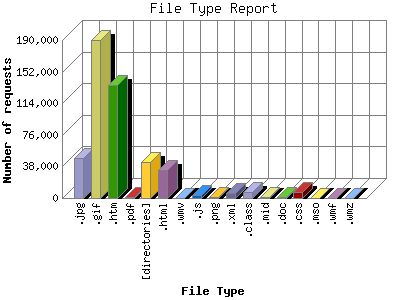 File Type Report
Number of requests
190,000
152,000
114,000
76,000
38,000
0
.jpg
.gif
.htm
.pdf
[directories]
.html
.wmv
.js
.png
.xml
.class
.mid
.doc
.css
.mso
.wmf
.wmz
File Type